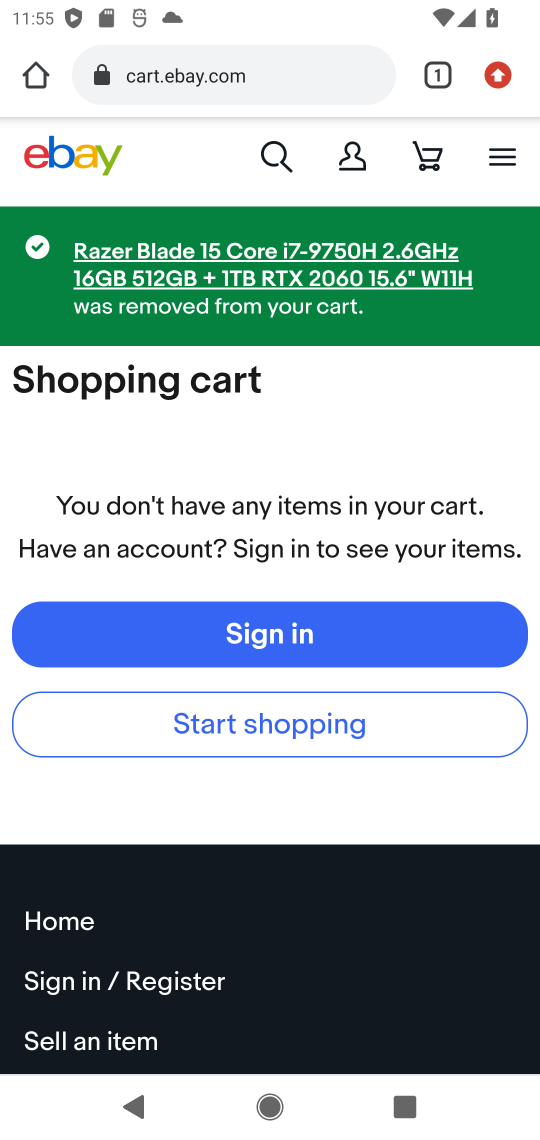 11:55
cart.ebay.com
1
ebay
Razer Blade 15 Core i7-9750H 2.6GHz
16GB 512GB + 1TB RTX 2060 15.6" W11H
was removed from your cart.
Shopping cart
You don't have any items in your cart.
Have an account? Sign in to see your items.
Sign in
Start shopping
Home
Sign in / Register
Sell an item